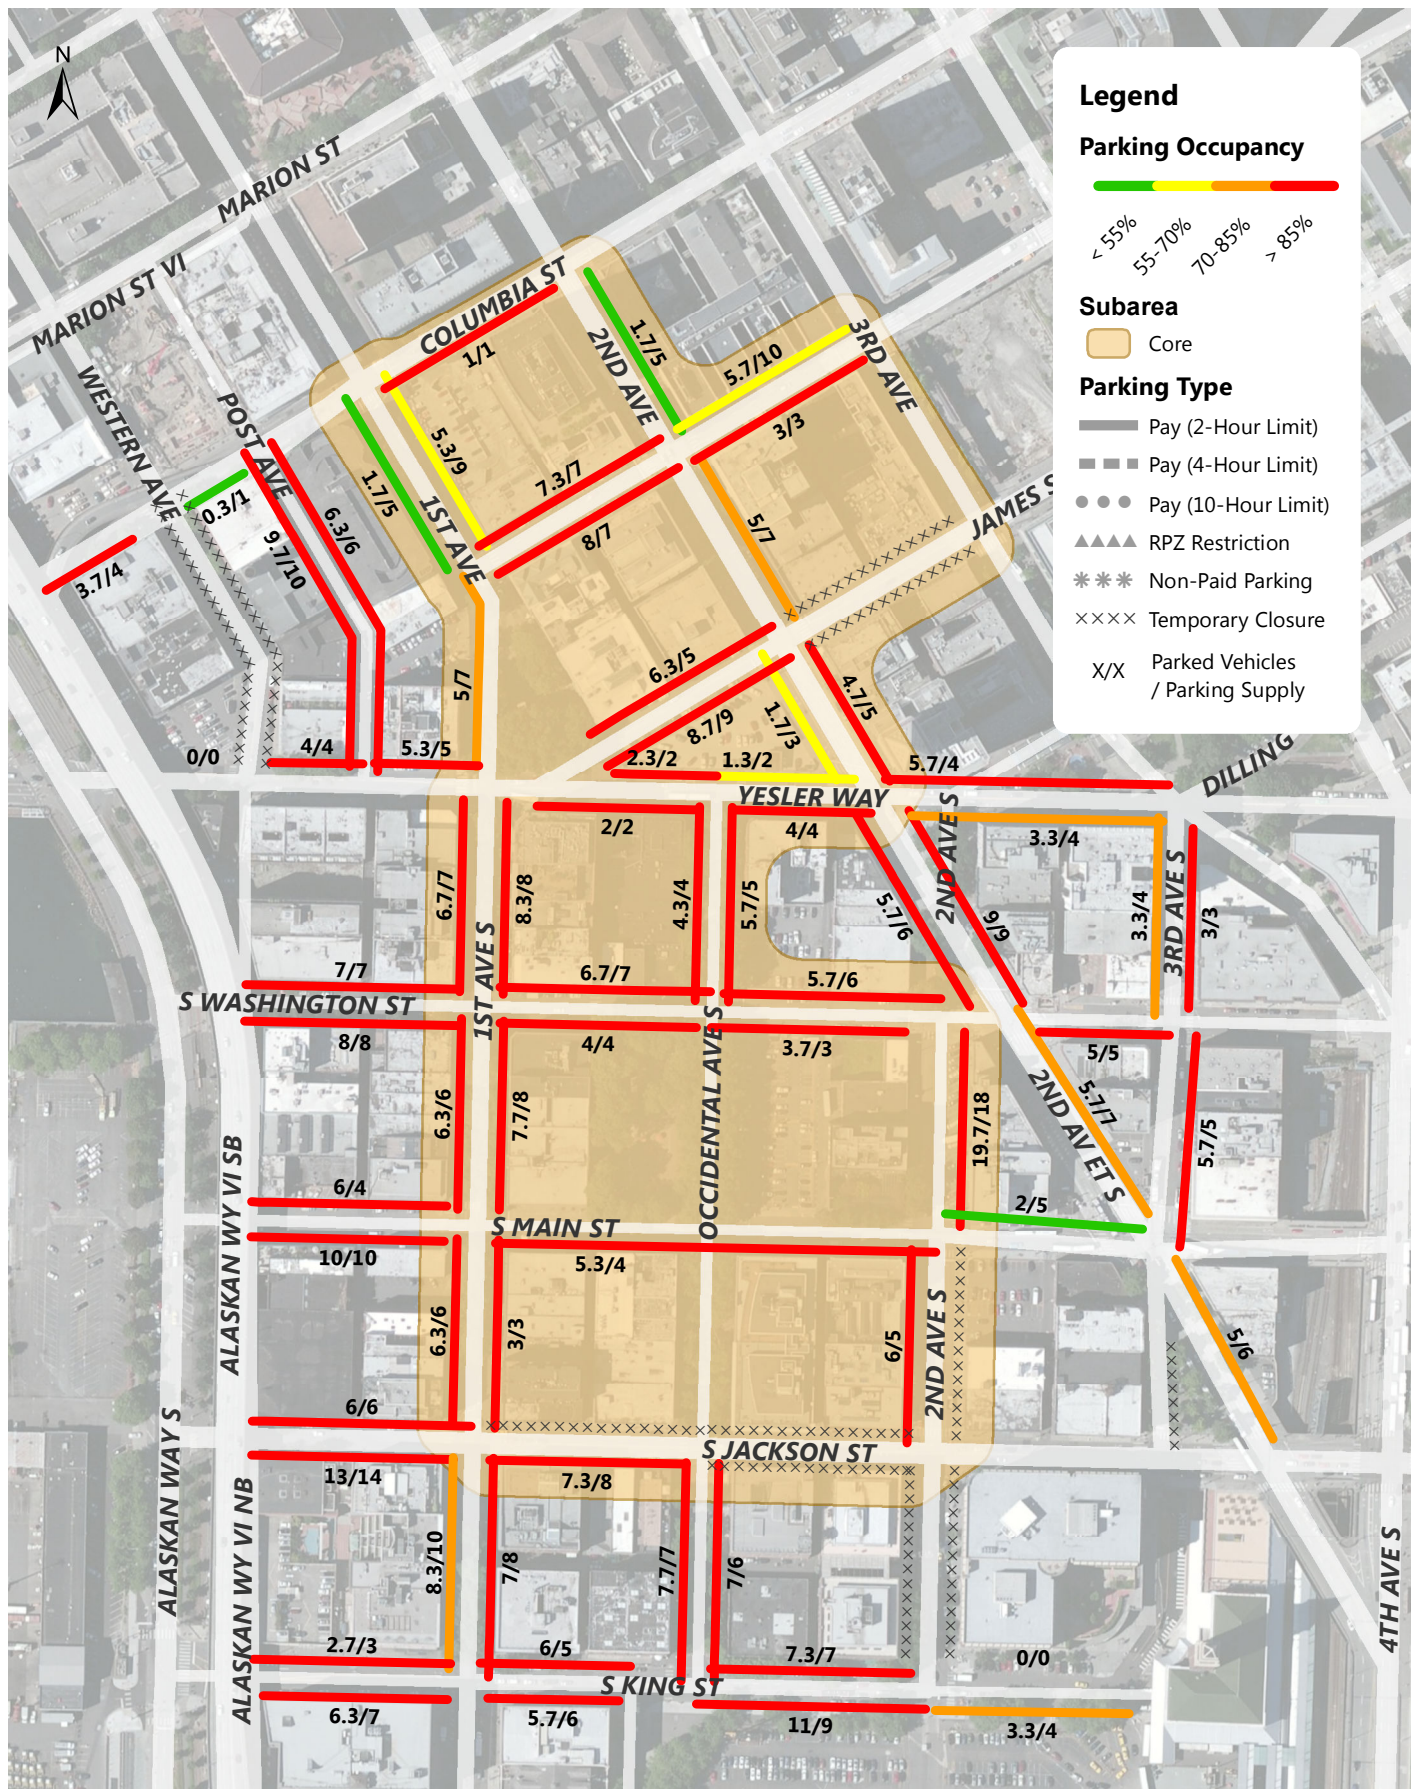 N
MARION ST
MARION ST VI
COLUMBIA ST
1/1
2ND AVE
1.7/5
5.7/10
3RD AVE
3/3
WESTERN AVE
POST AVE
0.3/1
3.7/4
9.7/10
6.3/6
1.7/5
5.3/9
1ST AVE
7.3/7
8/7
5/7
JAMES S
6.3/5
8.7/9
1.7/3
4.7/5
5/7
0/0
4/4
5.3/5
2.3/2
1.3/2
5.7/4
DILLING
YESLER WAY
2/2
4/4
3.3/4
6.7/7
8.3/8
4.3/4
5.7/5
5.7/6
2ND AVE S
9/9
3.3/4
3RD AVE S
3/3
7/7
6.7/7
5.7/6
S WASHINGTON ST
1ST AVE S
8/8
4/4
3.7/3
5/5
OCCIDENTAL AVE S
6.3/6
7.7/8
19.7/18
2ND AV ET S
5.7/7
5.7/5
ALASKAN WY VI SB
6/4
2/5
S MAIN ST
10/10
5.3/4
6.3/6
3/3
6/5
2ND AVE S
5/6
6/6
S JACKSON ST
ALASKAN WAY S
13/14
7.3/8
ALASKAN WY VI NB
8.3/10
7/8
7.7/7
7/6
4TH AVE S
2.7/3
6/5
7.3/7
0/0
S KING ST
6.3/7
5.7/6
11/9
3.3/4
Legend
Parking Occupancy
< 55%
55-70%
70-85%
> 85%
Subarea
Core
Parking Type
Pay (2-Hour Limit)
Pay (4-Hour Limit)
Pay (10-Hour Limit)
RPZ Restriction
Non-Paid Parking
Temporary Closure
X/X
Parked Vehicles
/ Parking Supply